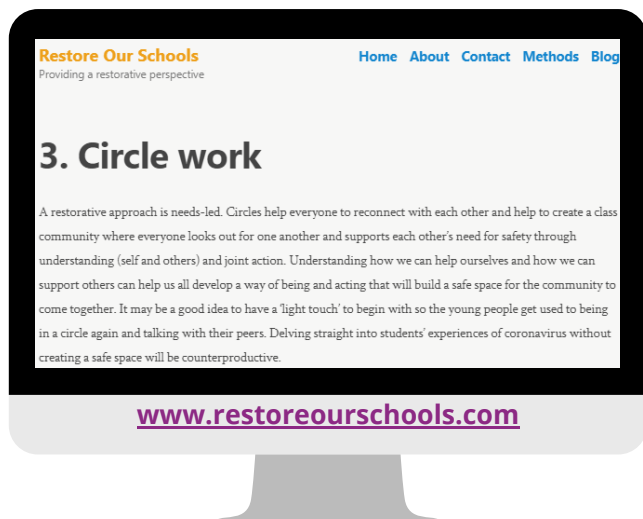 Restore Our Schools
Home About Contact Methods Blog
Providing a restorative perspective
3. Circle work
A restorative approach is needs-led. Circles help everyone to reconnect with each other and help to create a class
community where everyone looks out for one another and supports each other's need for safety through
understanding (self and others) and joint action. Understanding how we can help ourselves and how we can
support others can help us all develop a way of being and acting that will build a safe space for the community to
come together. It may be a good idea to have a 'light touch' to begin with so the young people get used to being
in a circle again and talking with their peers. Delving straight into students' experiences of coronavirus without
creating a safe space will be counterproductive.
www.restoreourschools.com